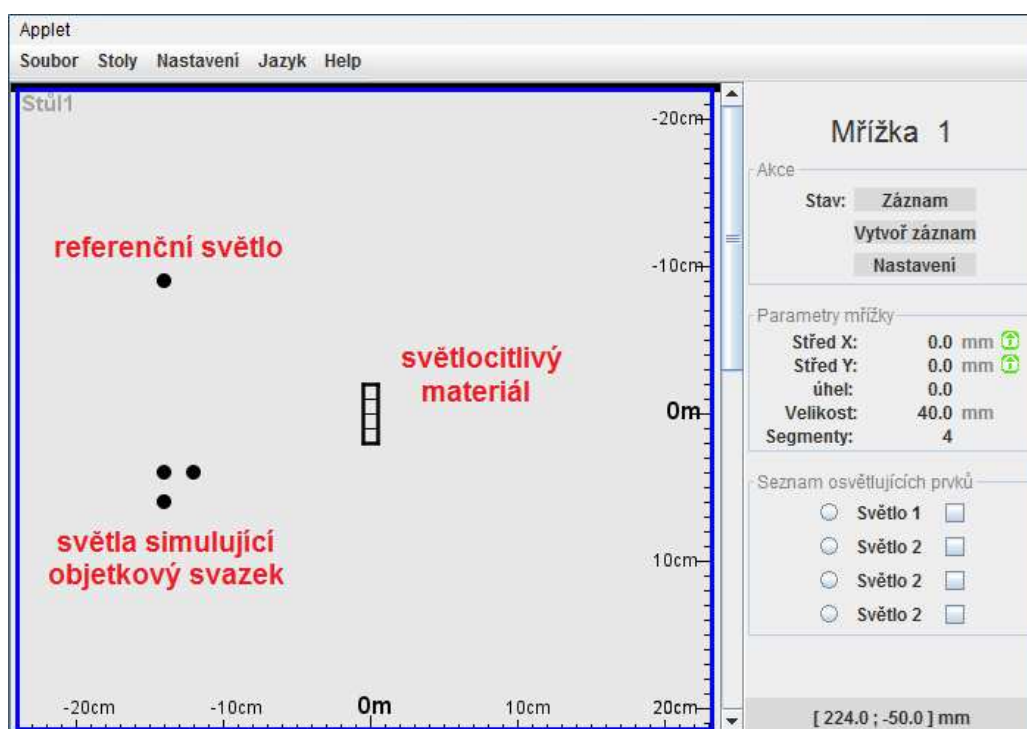 Applet
Soubor Stoly Nastavení Jazyk Help
Stůl1
-20cm
referenční světlo
-10cm
světlocitlivý
materiál
0m
světla simulující
objetkový svazek
10cm
-20cm -10cm 0m 10cm 20cm
Mřížka 1
Akce
Stav: Záznam
Vytvoř záznam
Nastavení
Parametry mřížky
Střed X: 0.0 mm
Střed Y: 0.0 mm
úhel: 0.0
Velikost: 40.0 mm
Segmenty: 4
Seznam osvětlujících prvků
Světlo 1
Světlo 2
Světlo 2
Světlo 2
[ 224.0 ; -50.0 ] mm